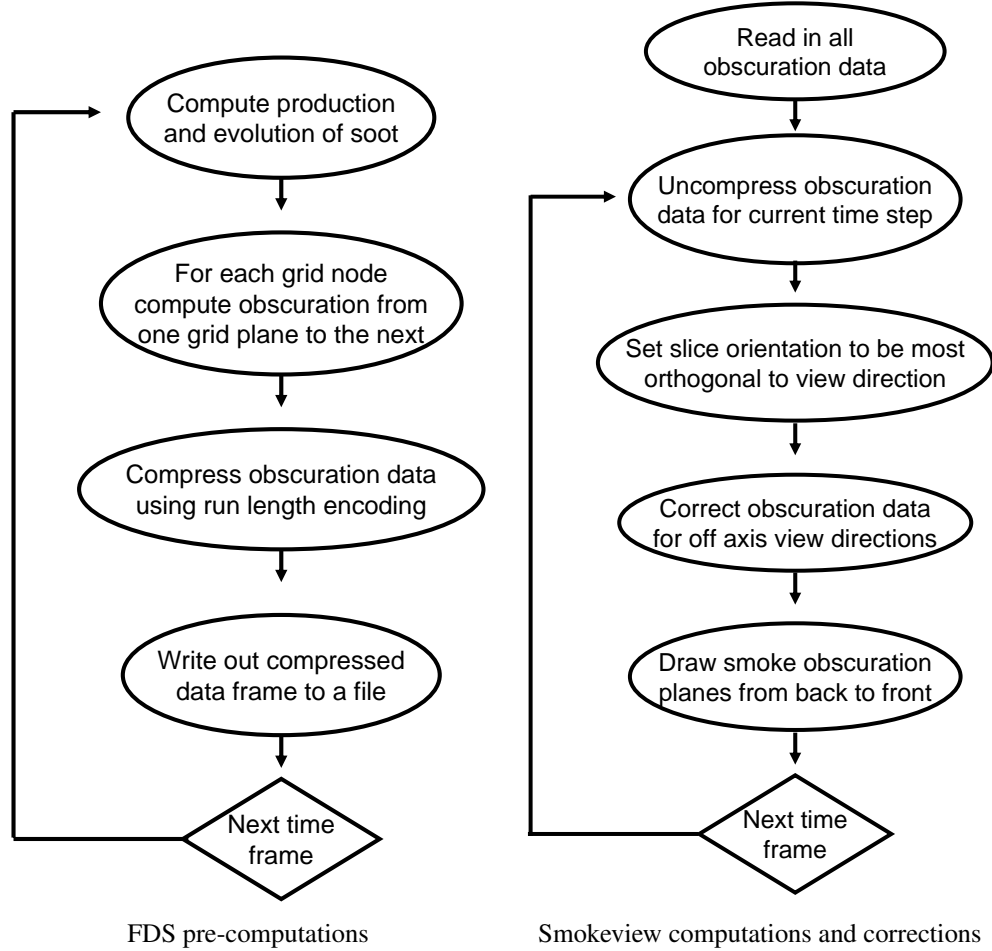 Compute production
and evolution of soot
For each grid node
compute obscuration from
one grid plane to the next
Compress obscuration data
using run length encoding
Write out compressed
data frame to a file
Next time
frame
FDS pre-computations
Read in all
obscuration data
Uncompress obscuration
data for current time step
Set slice orientation to be most
orthogonal to view direction
Correct obscuration data
for off axis view directions
Draw smoke obscuration
planes from back to front
Next time
frame
Smokeview computations and corrections